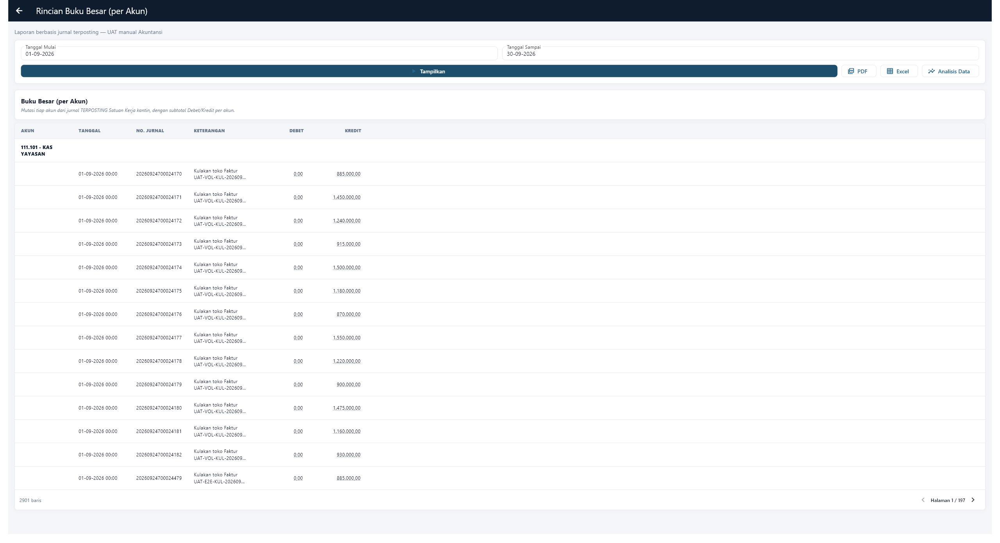 Rincian Buku Besar (per Akun)
Laporan berbasis jurnal terposting — UAT manual Akuntansi
Tanggal Mulai
01-09-2026
Tanggal Sampai
30-09-2026
Tampilkan
PDF
Excel
Analisis Data
Buku Besar (per Akun)
Mutasi tiap akun dari jurnal TERPOSTING Satuan Kerja kantin, dengan subtotal Debet/Kredit per akun.
AKUN TANGGAL NO. JURNAL KETERANGAN DEBET KREDIT
111.101 - KAS
YAYASAN
01-09-2026 00:00 20260924700024170 Kulakan toko Faktur
UAT-VOL-KUL-202609... 0,00 885.000,00
01-09-2026 00:00 20260924700024171 Kulakan toko Faktur
UAT-VOL-KUL-202609... 0,00 1.450.000,00
01-09-2026 00:00 20260924700024172 Kulakan toko Faktur
UAT-VOL-KUL-202609... 0,00 1.240.000,00
01-09-2026 00:00 20260924700024173 Kulakan toko Faktur
UAT-VOL-KUL-202609... 0,00 915.000,00
01-09-2026 00:00 20260924700024174 Kulakan toko Faktur
UAT-VOL-KUL-202609... 0,00 1.500.000,00
01-09-2026 00:00 20260924700024175 Kulakan toko Faktur
UAT-VOL-KUL-202609... 0,00 1.180.000,00
01-09-2026 00:00 20260924700024176 Kulakan toko Faktur
UAT-VOL-KUL-202609... 0,00 870.000,00
01-09-2026 00:00 20260924700024177 Kulakan toko Faktur
UAT-VOL-KUL-202609... 0,00 1.550.000,00
01-09-2026 00:00 20260924700024178 Kulakan toko Faktur
UAT-VOL-KUL-202609... 0,00 1.220.000,00
01-09-2026 00:00 20260924700024179 Kulakan toko Faktur
UAT-VOL-KUL-202609... 0,00 900.000,00
01-09-2026 00:00 20260924700024180 Kulakan toko Faktur
UAT-VOL-KUL-202609... 0,00 1.475.000,00
01-09-2026 00:00 20260924700024181 Kulakan toko Faktur
UAT-VOL-KUL-202609... 0,00 1.160.000,00
01-09-2026 00:00 20260924700024182 Kulakan toko Faktur
UAT-VOL-KUL-202609... 0,00 930.000,00
01-09-2026 00:00 20260924700024479 Kulakan toko Faktur
UAT-E2E-KUL-202609... 0,00 885.000,00
2901 baris
Halaman 1 / 197